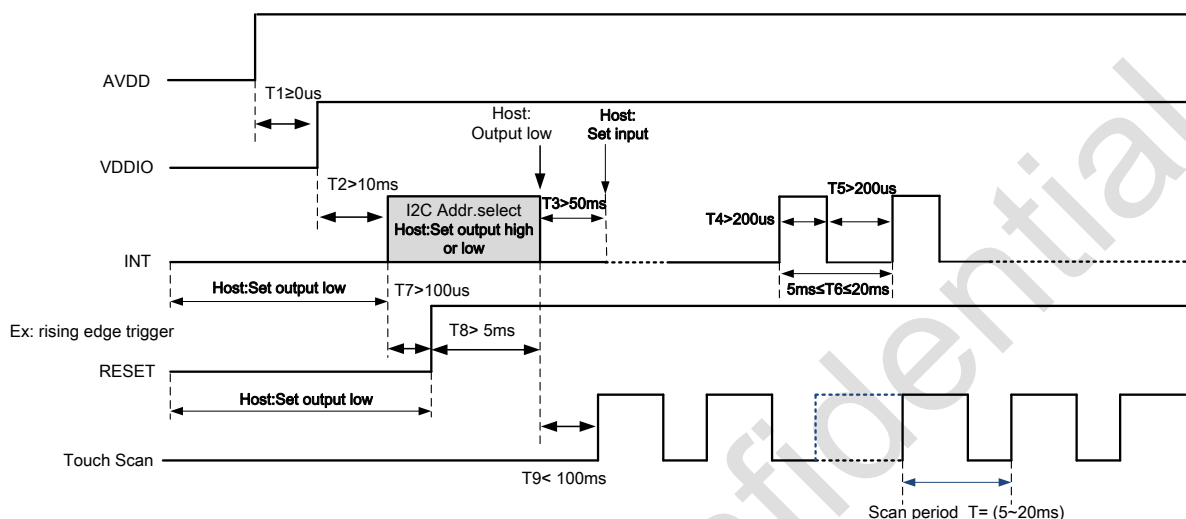 AVDD
T1≥0us
VDDIO
Host:
Output low
Host:
Set input
T2>10ms
I2C Addr.select
Host:Set output high
or low
T3>50ms
T4>200us
T5>200us
INT
5ms≤T6≤20ms
Host:Set output low
T7>100us
Ex: rising edge trigger
T8> 5ms
RESET
Host:Set output low
Touch Scan
T9< 100ms
Scan period T= (5~20ms)
fidential